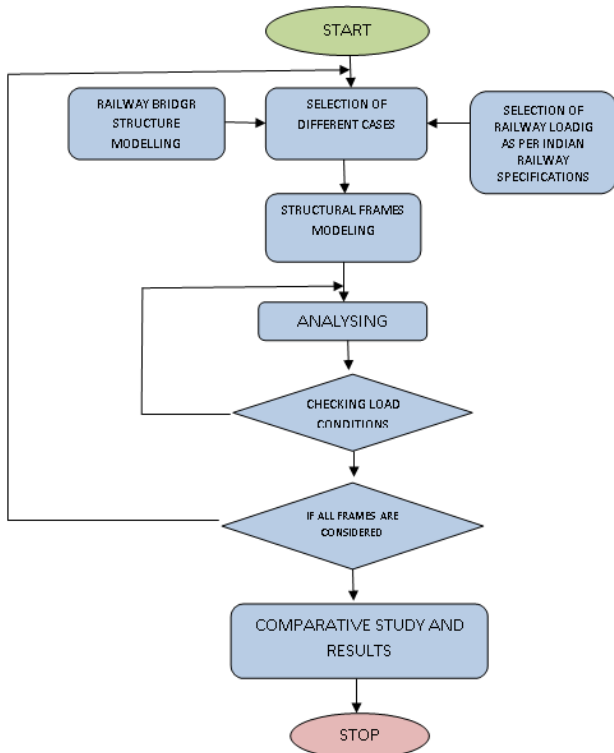 START
RAILWAY BRIDGR
STRUCTURE
MODELLING
SELECTION OF
DIFFERENT CASES
SELECTION OF
RAILWAY LOADIG
AS PER INDIAN
RAILWAY
SPECIFICATIONS
STRUCTURAL FRAMES
MODELING
ANALYSING
CHECKING LOAD
CONDITIONS
IF ALL FRAMES ARE
CONSIDERED
COMPARATIVE STUDY AND
RESULTS
STOP